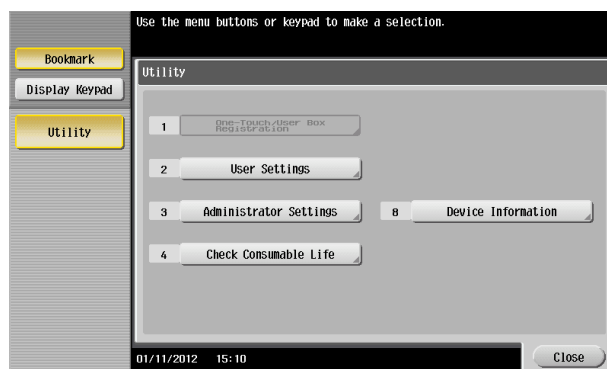 Use the menu buttons or keypad to make a selection.
Bookmark
Display Keypad
Utility
Utility
1 One-Touch/User Box
Registration
2 User Settings
3 Administrator Settings
8 Device Information
4 Check Consumable Life
01/11/2012 15:10
Close